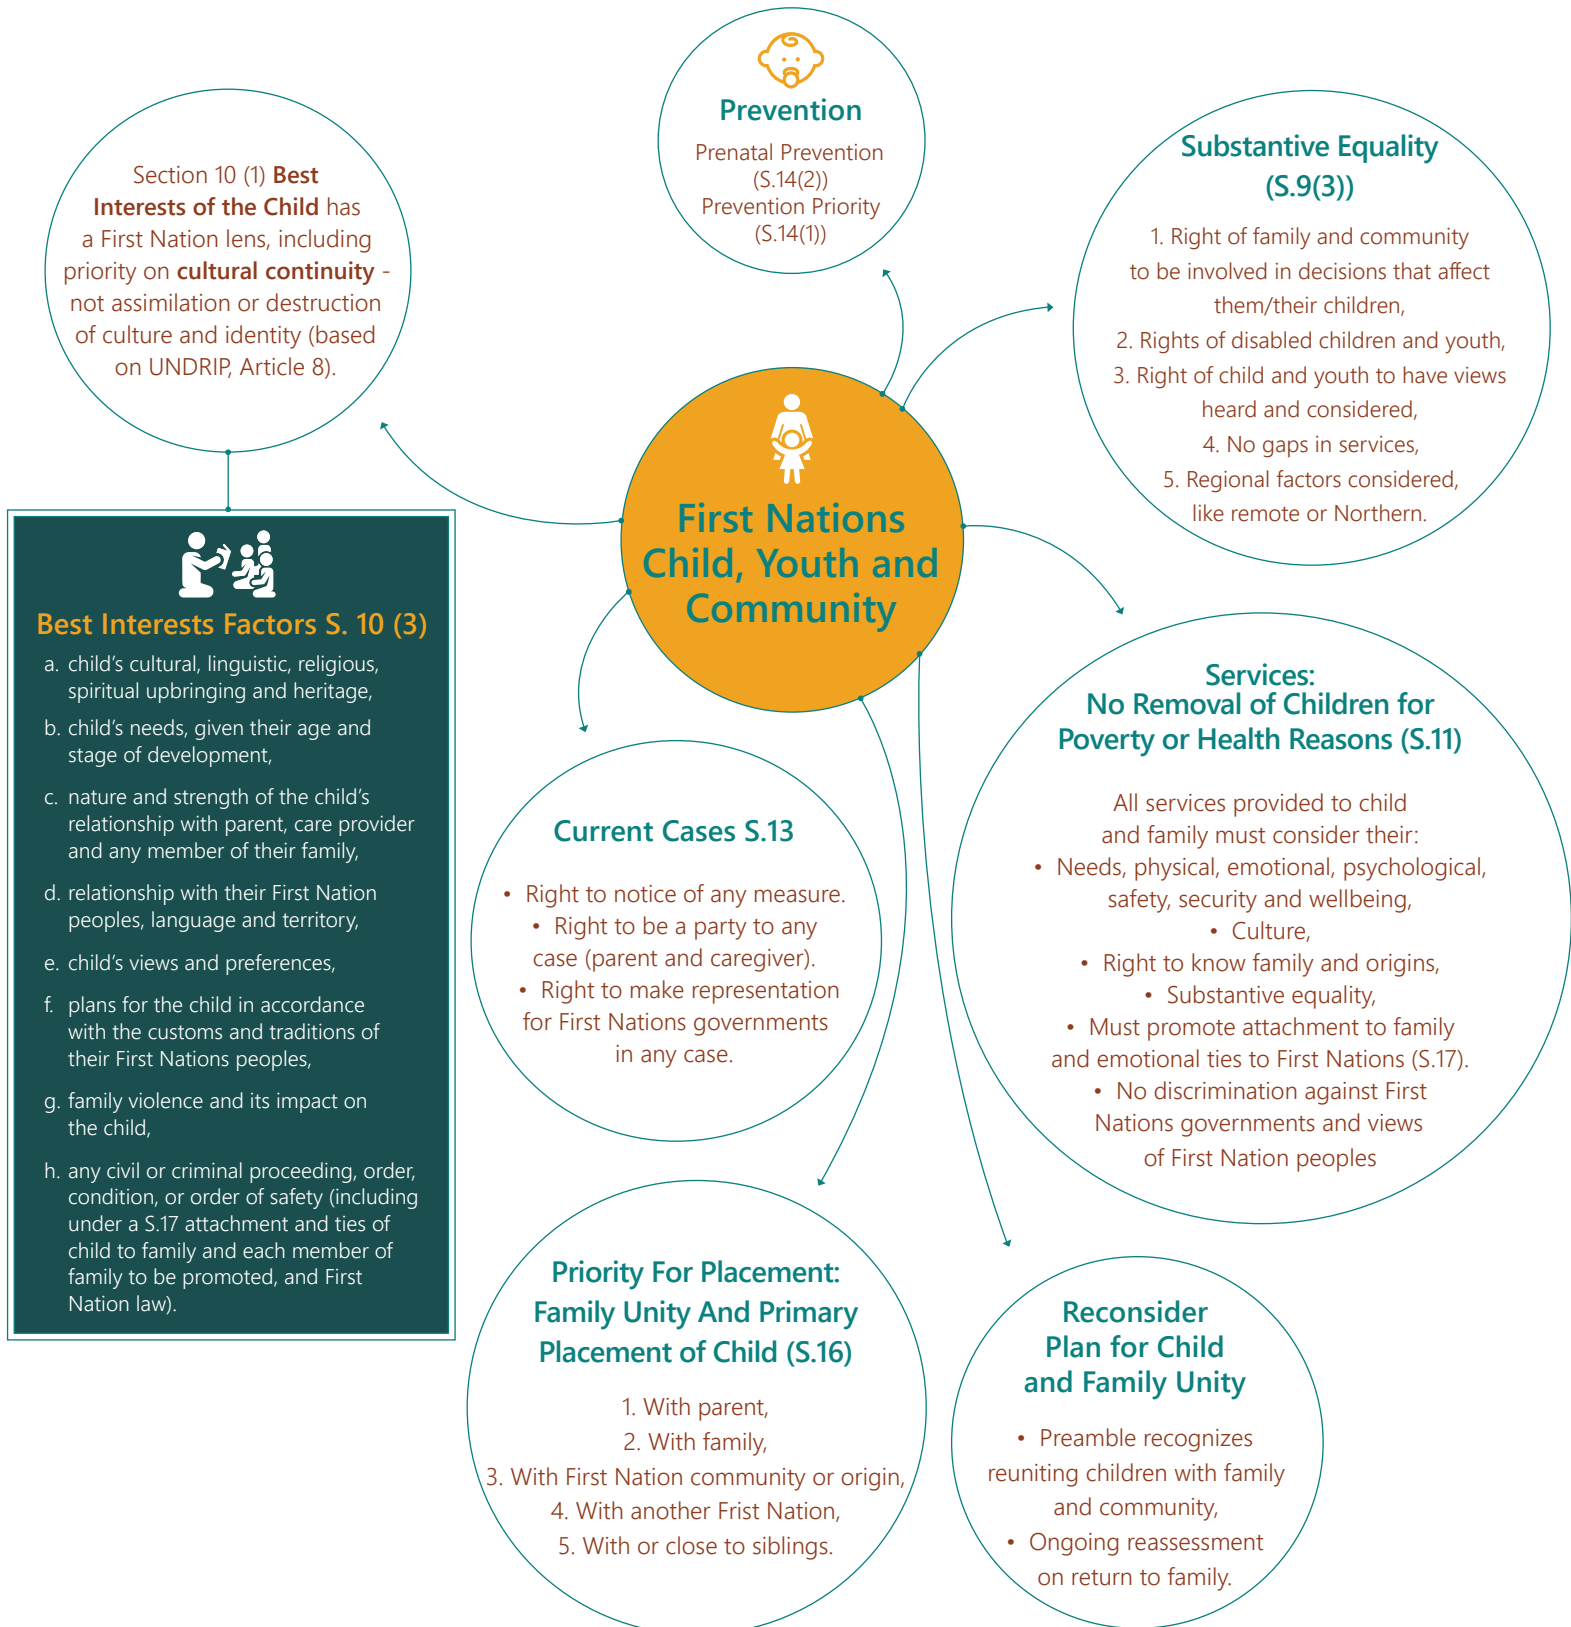 Prevention
Prenatal Prevention
(S.14(2))
Prevention Priority
(S.14(1))
Section 10 (1) Best
Interests of the Child has
a First Nation lens, including
priority on cultural continuity -
not assimilation or destruction
of culture and identity (based
on UNDRIP, Article 8).
Substantive Equality
(S.9(3))
1. Right of family and community
to be involved in decisions that affect
them/their children,
2. Rights of disabled children and youth,
3. Right of child and youth to have views
heard and considered,
4. No gaps in services,
5. Regional factors considered,
like remote or Northern.
First Nations
Child, Youth and
Community
Best Interests Factors S. 10 (3)
a. child's cultural, linguistic, religious,
spiritual upbringing and heritage,
b. child's needs, given their age and
stage of development,
c. nature and strength of the child's
relationship with parent, care provider
and any member of their family,
d. relationship with their First Nation
peoples, language and territory,
e. child's views and preferences,
f. plans for the child in accordance
with the customs and traditions of
their First Nations peoples,
g. family violence and its impact on
the child,
h. any civil or criminal proceeding, order,
condition, or order of safety (including
under a S.17 attachment and ties of
child to family and each member of
family to be promoted, and First
Nation law).
Services:
No Removal of Children for
Poverty or Health Reasons (S.11)
All services provided to child
and family must consider their:
• Needs, physical, emotional, psychological,
safety, security and wellbeing,
• Culture,
• Right to know family and origins,
• Substantive equality,
• Must promote attachment to family
and emotional ties to First Nations (S.17).
• No discrimination against First
Nations governments and views
of First Nation peoples
Current Cases S.13
• Right to notice of any measure.
• Right to be a party to any
case (parent and caregiver).
• Right to make representation
for First Nations governments
in any case.
Priority For Placement:
Family Unity And Primary
Placement of Child (S.16)
1. With parent,
2. With family,
3. With First Nation community or origin,
4. With another Frist Nation,
5. With or close to siblings.
Reconsider
Plan for Child
and Family Unity
• Preamble recognizes
reuniting children with family
and community,
• Ongoing reassessment
on return to family.